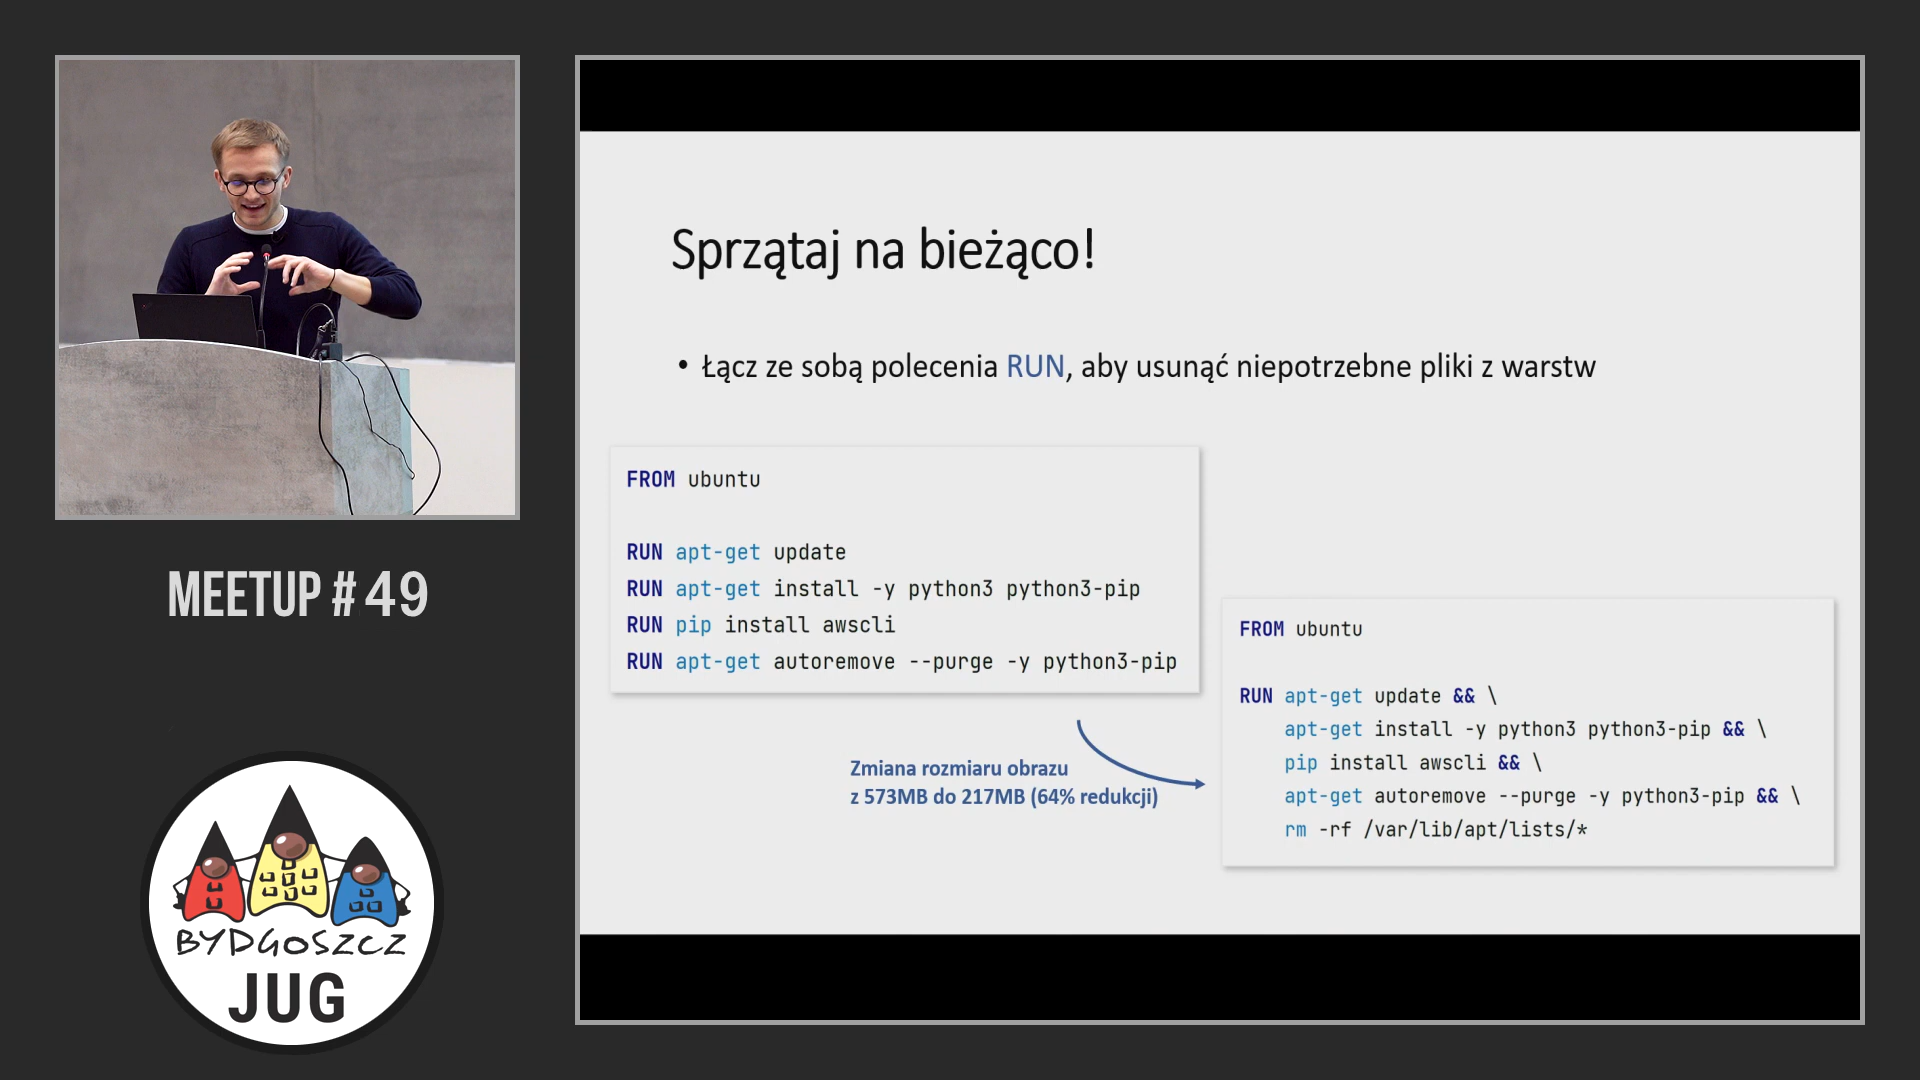 MEETUP # 49
BYDGOSZCZ
JUG
Sprzątaj na bieżąco!
• Łącz ze sobą polecenia RUN, aby usunąć niepotrzebne pliki z warstw
FROM ubuntu
RUN apt-get update
RUN apt-get install -y python3 python3-pip
RUN pip install awscli
RUN apt-get autoremove --purge -y python3-pip
Zmiana rozmiaru obrazu
z 573MB do 217MB (64% redukcji)
FROM ubuntu
RUN apt-get update && \
apt-get install -y python3 python3-pip && \
pip install awscli && \
apt-get autoremove --purge -y python3-pip && \
rm -rf /var/lib/apt/lists/*